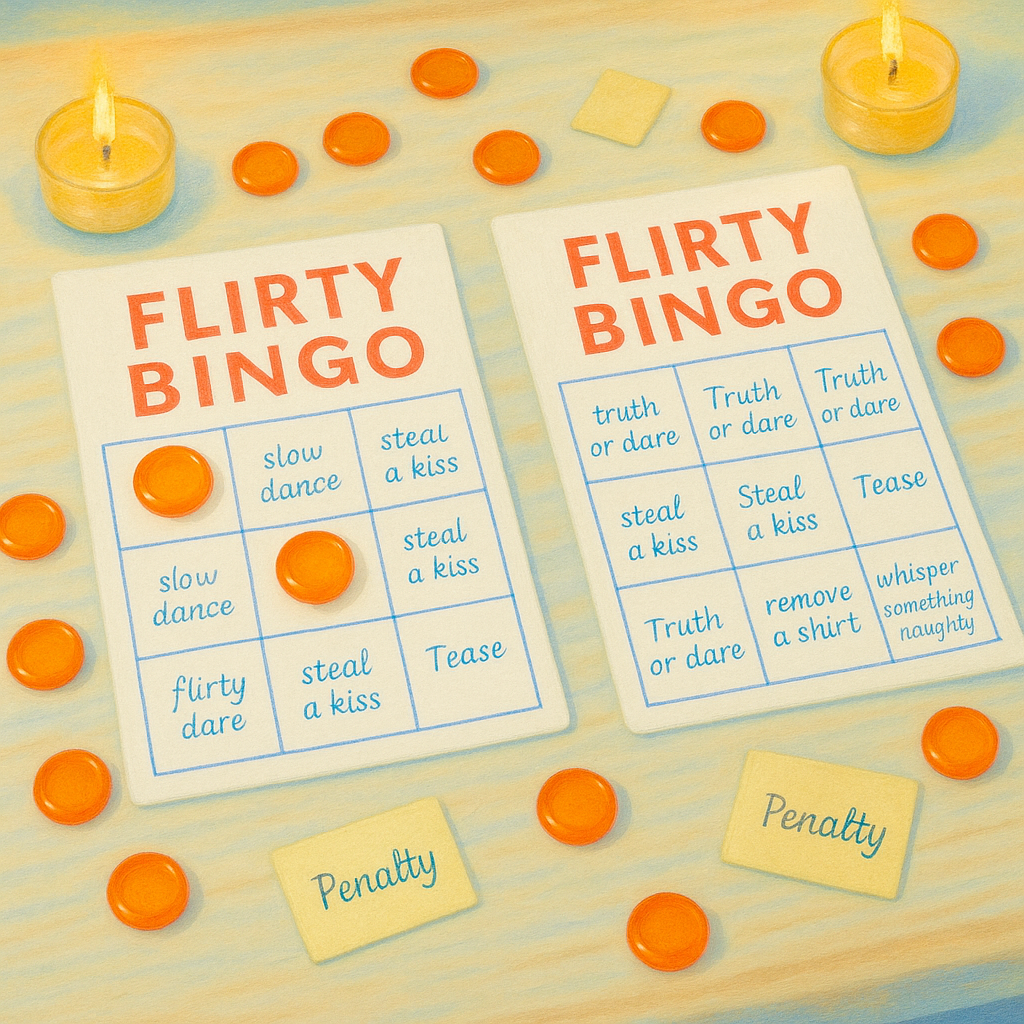 FLIRTY
BINGO
slow
dance
steal
a kiss
slow
dance
steal
a kiss
flirty
dare
steal
a kiss
Tease
FLIRTY
BINGO
truth
or dare
Truth
or dare
Truth
or dare
steal
a kiss
Steal
a kiss
Tease
Truth
or dare
remove
a shirt
whisper
something
naughty
Penalty
Penalty